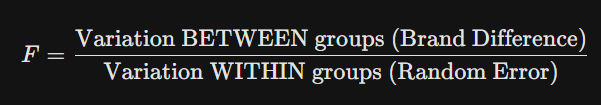 F = Variation BETWEEN groups (Brand Difference)
Variation WITHIN groups (Random Error)